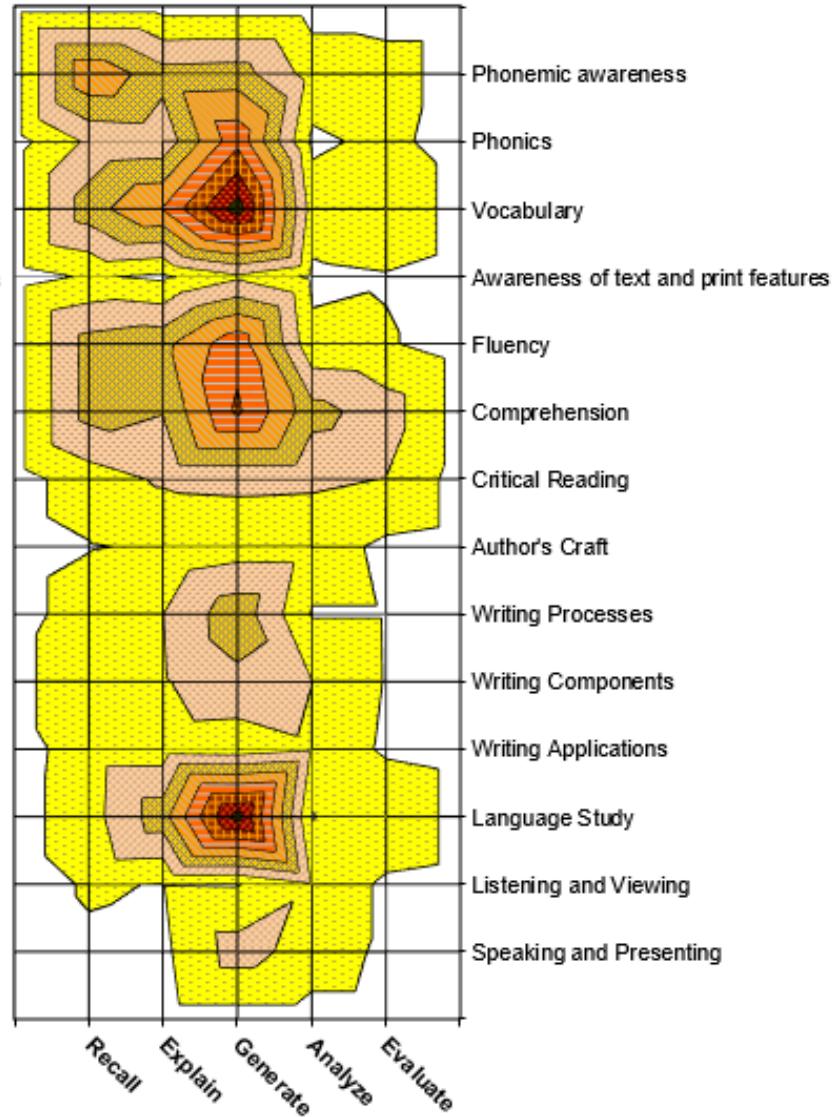 Phonemic awareness
Phonics
Vocabulary
Awareness of text and print features
Fluency
Comprehension
Critical Reading
Author's Craft
Writing Processes
Writing Components
Writing Applications
Language Study
Listening and Viewing
Speaking and Presenting
Recall
Explain
Generate
Analyze
Evaluate